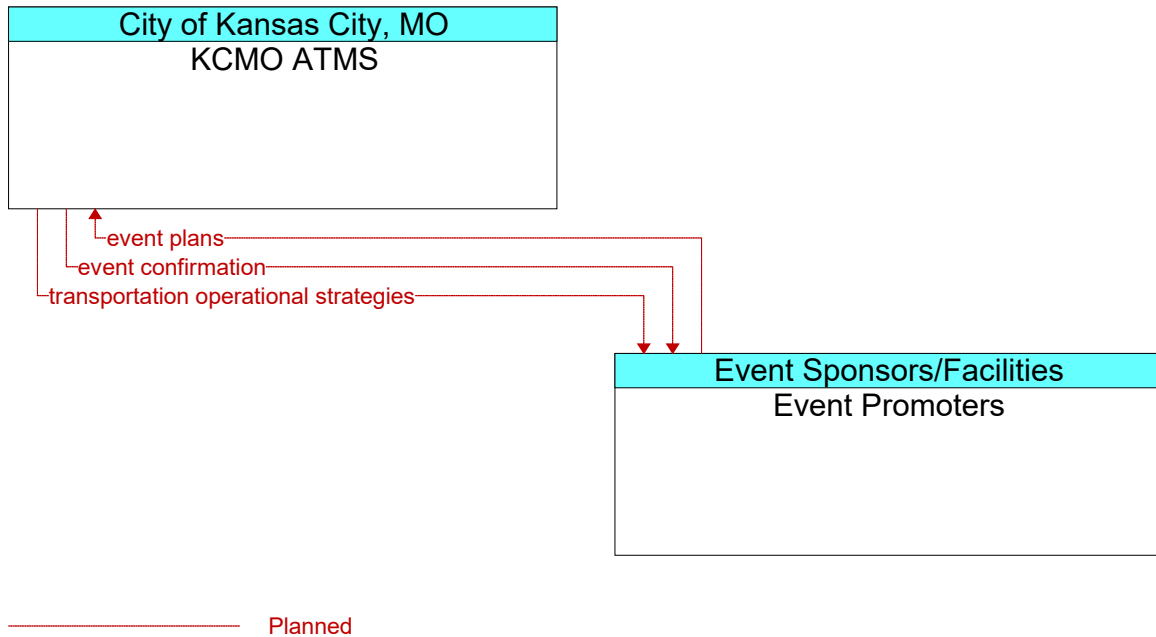 City of Kansas City, MO
KCMO ATMS
event plans
event confirmation
transportation operational strategies
Event Sponsors/Facilities
Event Promoters
Planned